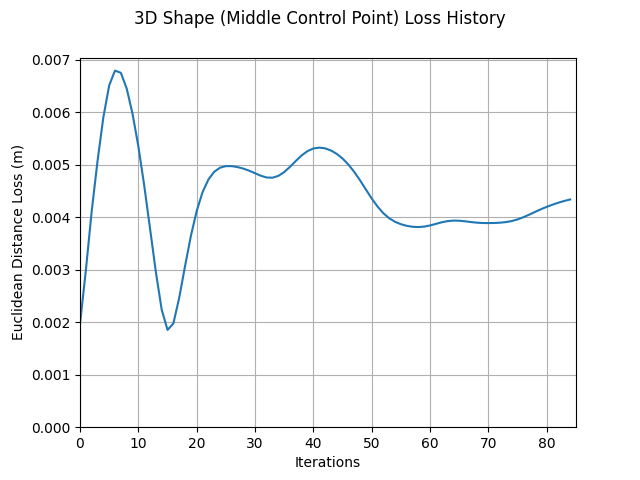 3D Shape (Middle Control Point) Loss History
0.007
0.006
0.005
0.004
0.003
0.002
0.001
0.000
Euclidean Distance Loss (m)
0 10 20 30 40 50 60 70 80
Iterations